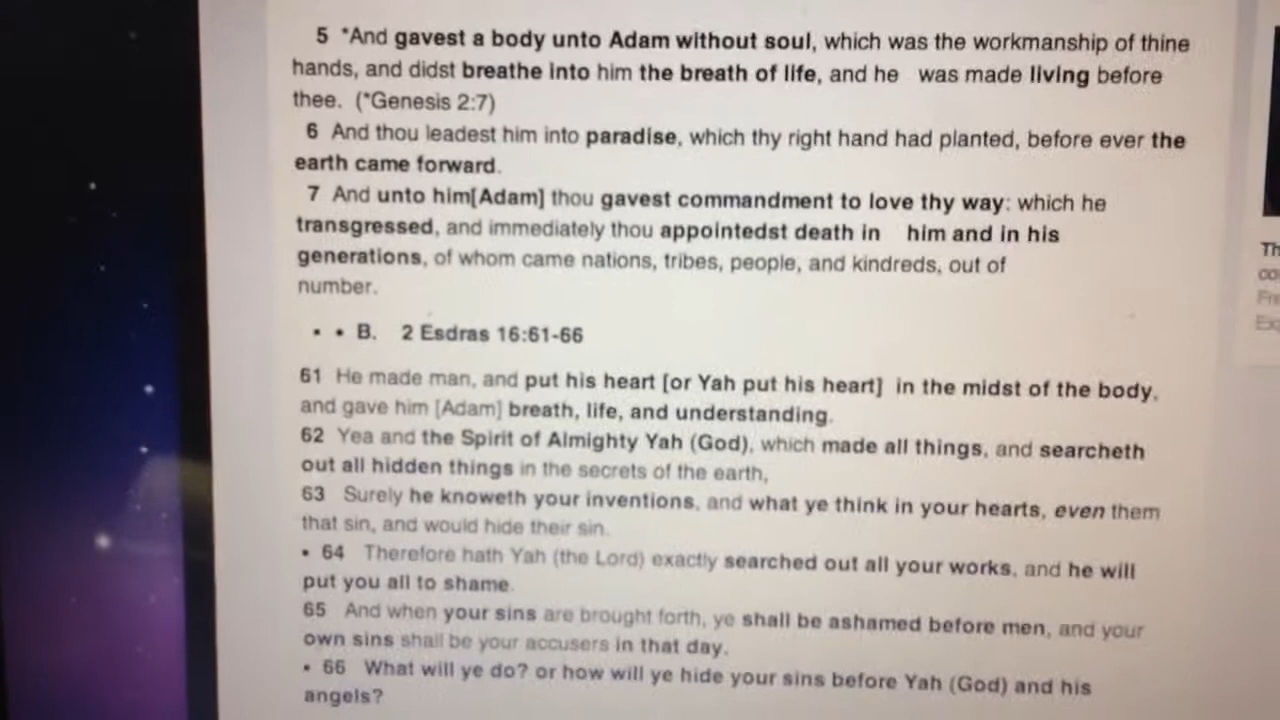 5 *And gavest a body unto Adam without soul, which was the workmanship of thine
hands, and didst breathe into him the breath of life, and he was made living before
thee. (*Genesis 2:7)
6 And thou leadest him into paradise, which thy right hand had planted, before ever the
earth came forward.
7 And unto him[Adam] thou gavest commandment to love thy way: which he
transgressed, and immediately thou appointedst death in him and in his
generations, of whom came nations, tribes, people, and kindreds, out of
number.
• • B. 2 Esdras 16:61-66
61 He made man, and put his heart [or Yah put his heart] in the midst of the body,
and gave him [Adam] breath, life, and understanding.
62 Yea and the Spirit of Almighty Yah (God), which made all things, and searcheth
out all hidden things in the secrets of the earth,
63 Surely he knoweth your inventions, and what ye think in your hearts, even them
that sin, and would hide their sin.
• 64 Therefore hath Yah (the Lord) exactly searched out all your works, and he will
put you all to shame.
65 And when your sins are brought forth, ye shall be ashamed before men, and your
own sins shall be your accusers in that day.
• 66 What will ye do? or how will ye hide your sins before Yah (God) and his
angels?